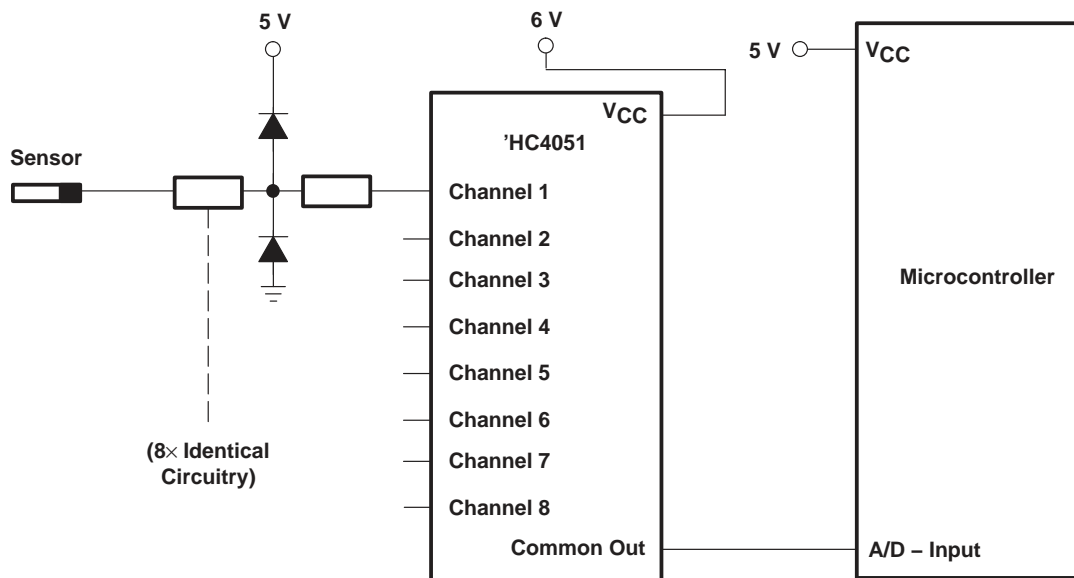 5 V
6 V
5 V
VCC
VCC
’HC4051
Sensor
Channel 1
Channel 2
Channel 3
Microcontroller
Channel 4
Channel 5
Channel 6
(8× Identical
Circuitry)
Channel 7
Channel 8
Common Out
A/D – Input